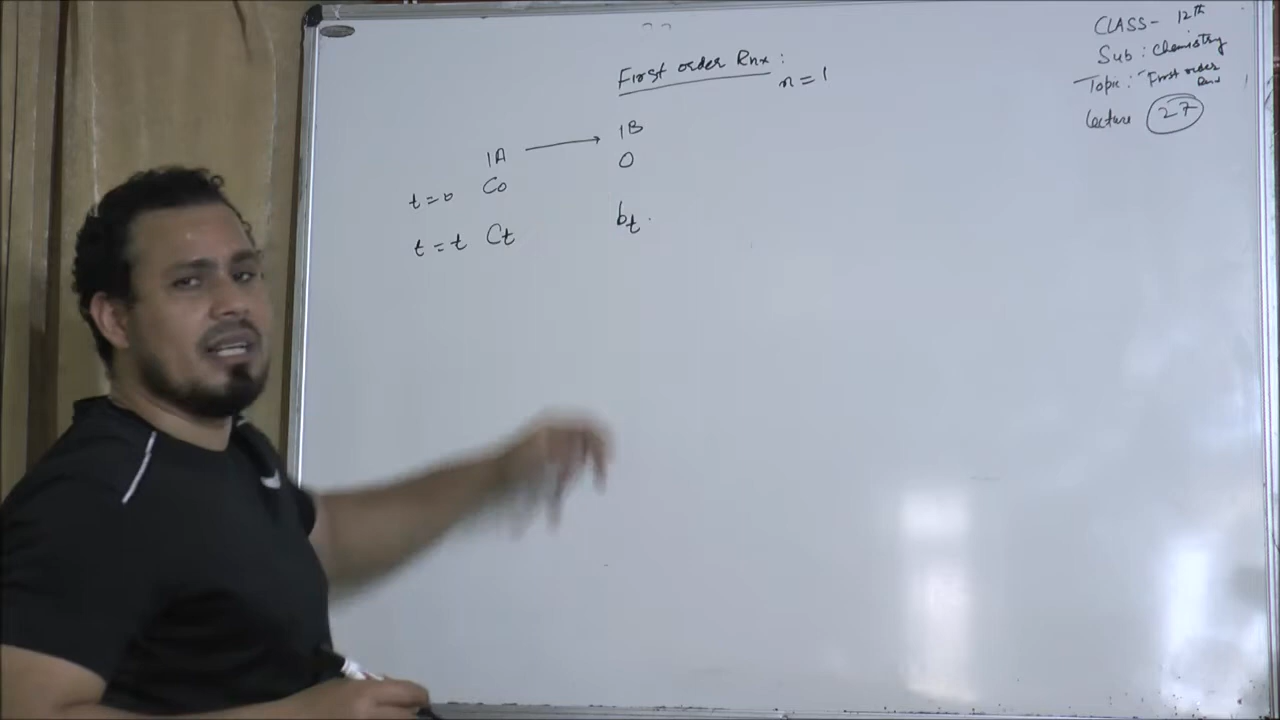 First order Rnx :
n = 1
1A → 1B
t = 0 C0 0
t = t Ct bt.
CLASS - 12th
Sub : Chemistry
Topic : "First order
Rnx
Lecture 27